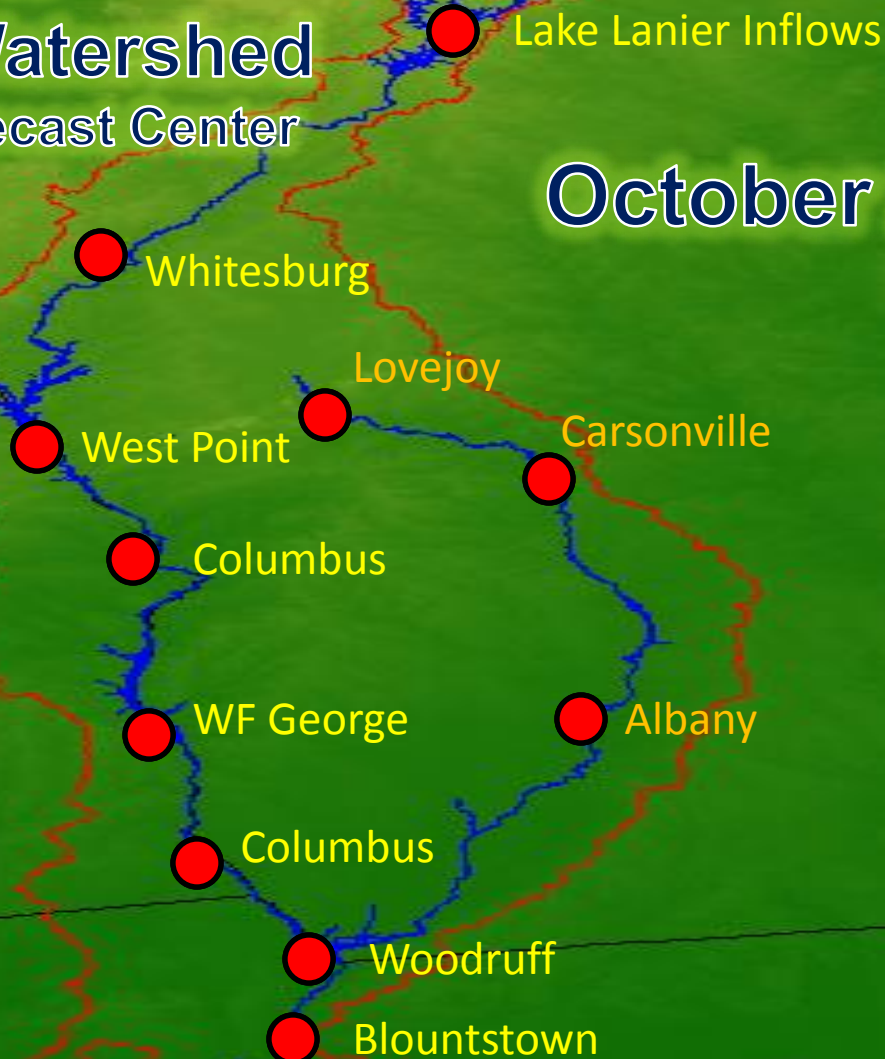 Lake Lanier Inflows
Watershed
ecast Center
October
Whitesburg
Lovejoy
Carsonville
West Point
Columbus
WF George
Albany
Columbus
Woodruff
Blountstown